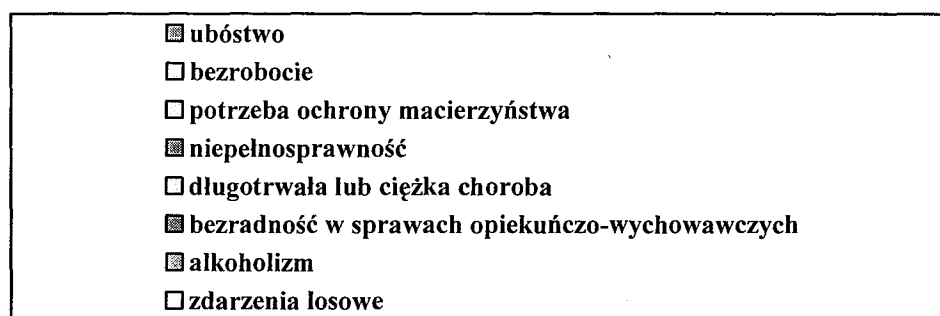 ubóstwo
bezrobocie
potrzeba ochrony macierzyństwa
niepełnosprawność
długotrwała lub ciężka choroba
bezradność w sprawach opiekuńczo-wychowawczych
alkoholizm
zdarzenia losowe